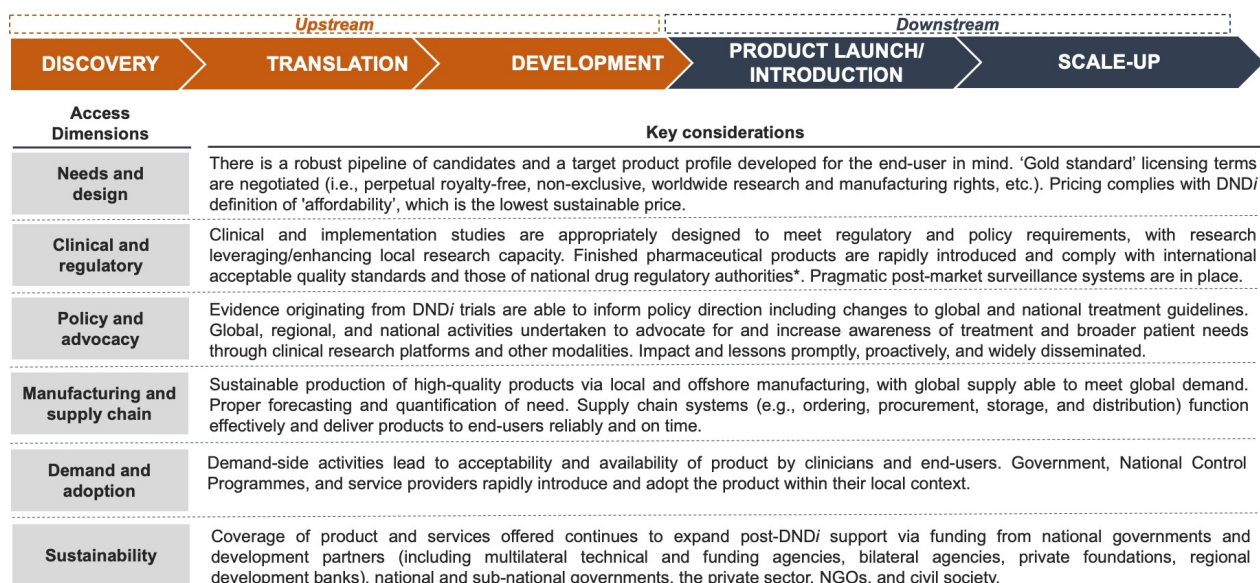 Upstream
Downstream
DISCOVERY
TRANSLATION
DEVELOPMENT
PRODUCT LAUNCH/
INTRODUCTION
SCALE-UP
Access
Dimensions
Key considerations
Needs and
design
There is a robust pipeline of candidates and a target product profile developed for the end-user in mind. ‘Gold standard’ licensing terms
are negotiated (i.e., perpetual royalty-free, non-exclusive, worldwide research and manufacturing rights, etc.). Pricing complies with DNDi
definition of 'affordability’, which is the lowest sustainable price.
Clinical and
regulatory
Clinical and implementation studies are appropriately designed to meet regulatory and policy requirements, with research
leveraging/enhancing local research capacity. Finished pharmaceutical products are rapidly introduced and comply with international
acceptable quality standards and those of national drug regulatory authorities*. Pragmatic post-market surveillance systems are in place.
Policy and
advocacy
Evidence originating from DNDi trials are able to inform policy direction including changes to global and national treatment guidelines.
Global, regional, and national activities undertaken to advocate for and increase awareness of treatment and broader patient needs
through clinical research platforms and other modalities. Impact and lessons promptly, proactively, and widely disseminated.
Manufacturing and
supply chain
Sustainable production of high-quality products via local and offshore manufacturing, with global supply able to meet global demand.
Proper forecasting and quantification of need. Supply chain systems (e.g., ordering, procurement, storage, and distribution) function
effectively and deliver products to end-users reliably and on time.
Demand and
adoption
Demand-side activities lead to acceptability and availability of product by clinicians and end-users. Government, National Control
Programmes, and service providers rapidly introduce and adopt the product within their local context.
Sustainability
Coverage of product and services offered continues to expand post-DNDi support via funding from national governments and
development partners (including multilateral technical and funding agencies, bilateral agencies, private foundations, regional
development banks), national and sub-national governments, the private sector, NGOs, and civil society.